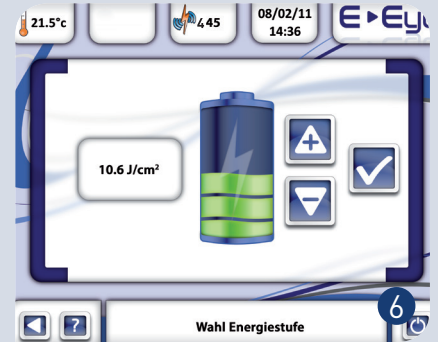 21.5°c
445
08/02/11
14:36
E
10.6 J/cm²
+
−
?
Wahl Energiestufe
6